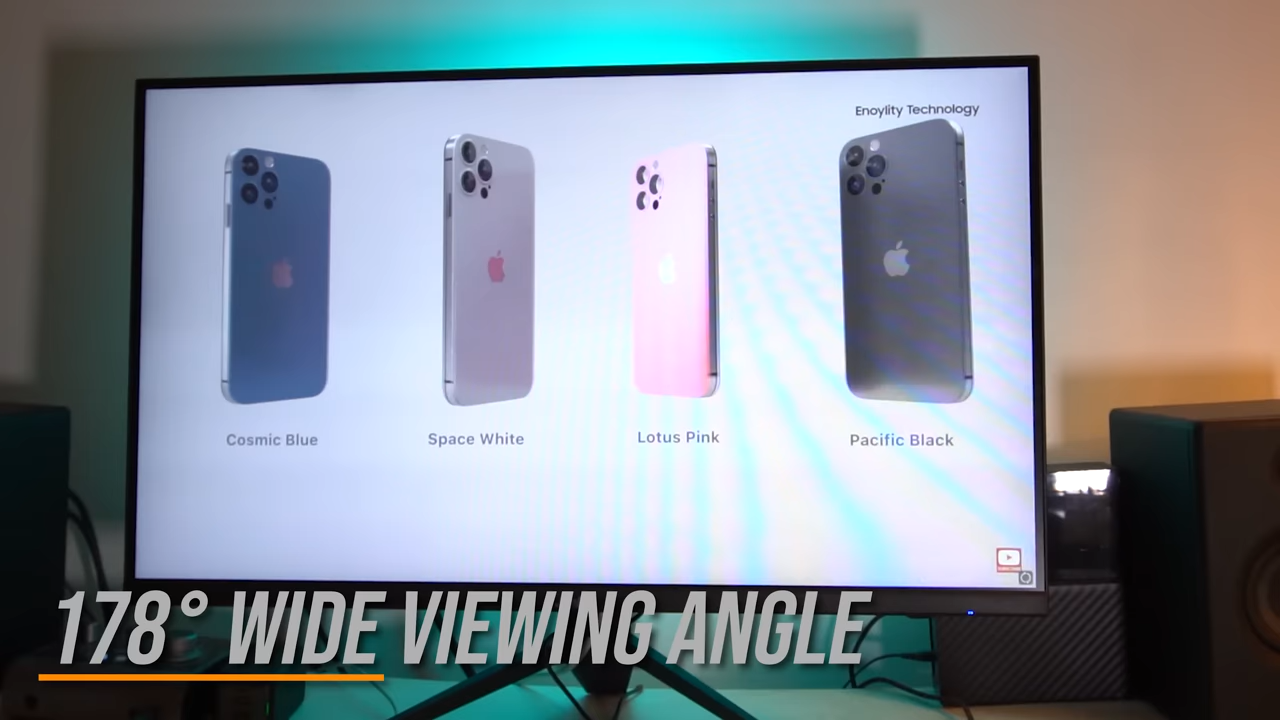 Enoylity Technology
Cosmic Blue
Space White
Lotus Pink
Pacific Black
178° WIDE VIEWING ANGLE